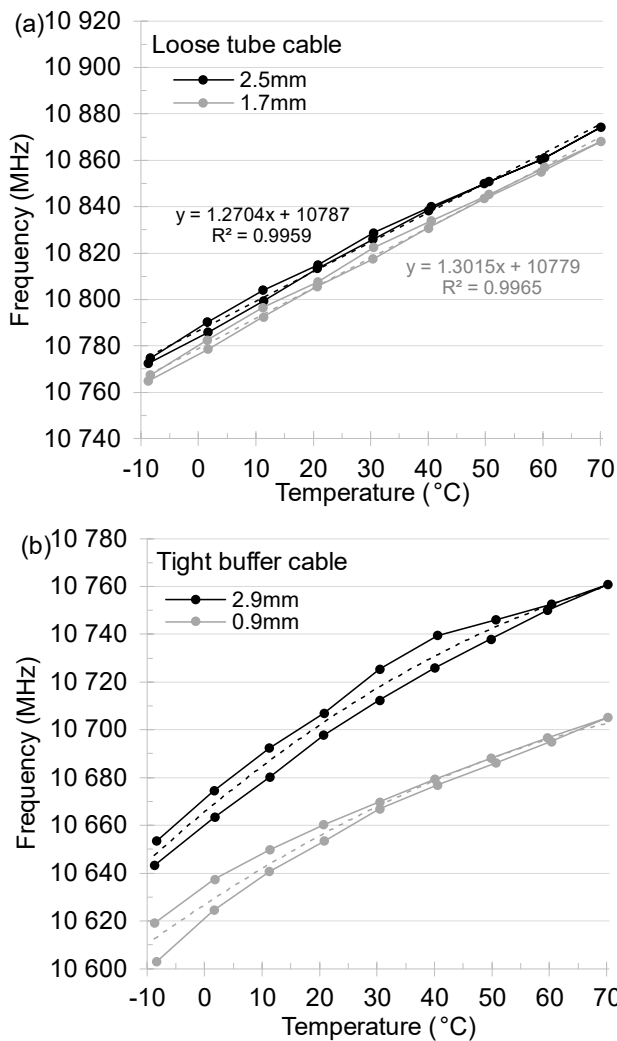 (a)
10 920
10 900
10 880
10 860
10 840
10 820
10 800
10 780
10 760
10 740
Frequency (MHz)
Loose tube cable
2.5mm
1.7mm
y = 1.2704x + 10787
R² = 0.9959
y = 1.3015x + 10779
R² = 0.9965
-10 0 10 20 30 40 50 60 70
Temperature (°C)
(b)
10 780
10 760
10 740
10 720
10 700
10 680
10 660
10 640
10 620
10 600
Frequency (MHz)
Tight buffer cable
2.9mm
0.9mm
-10 0 10 20 30 40 50 60 70
Temperature (°C)